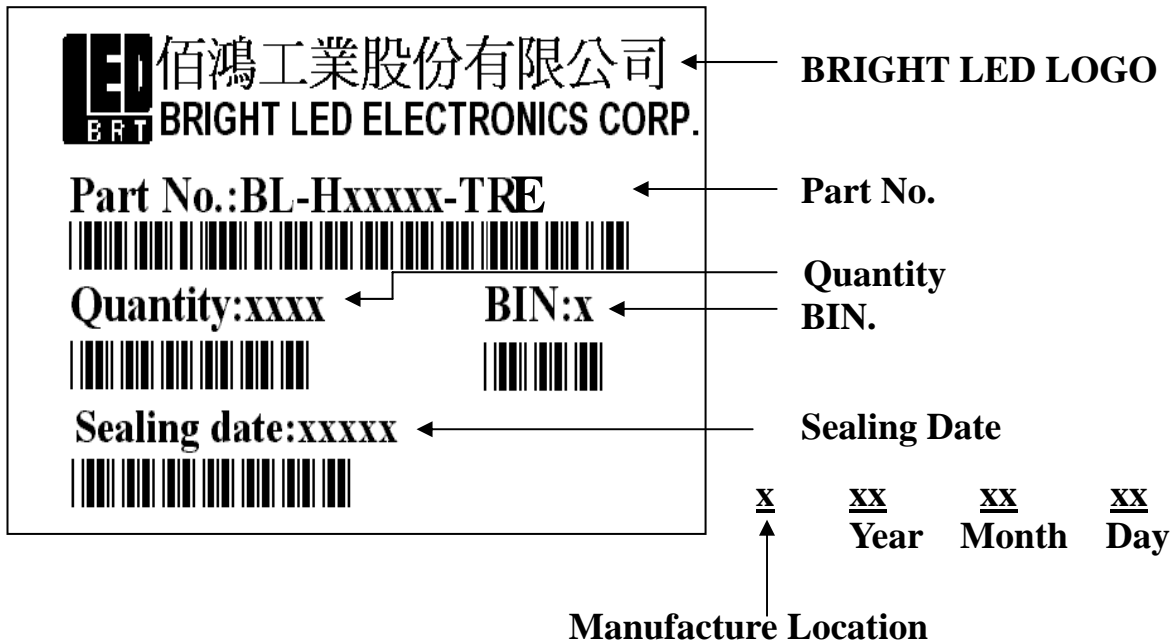 LED
BRT
佰鴻工業股份有限公司
BRIGHT LED ELECTRONICS CORP.
BRIGHT LED LOGO
Part No.:BL-Hxxxxx-TRE
Part No.
Quantity:xxxx
BIN:x
Quantity
BIN.
Sealing date:xxxxx
Sealing Date
x xx xx xx
Year Month Day
Manufacture Location